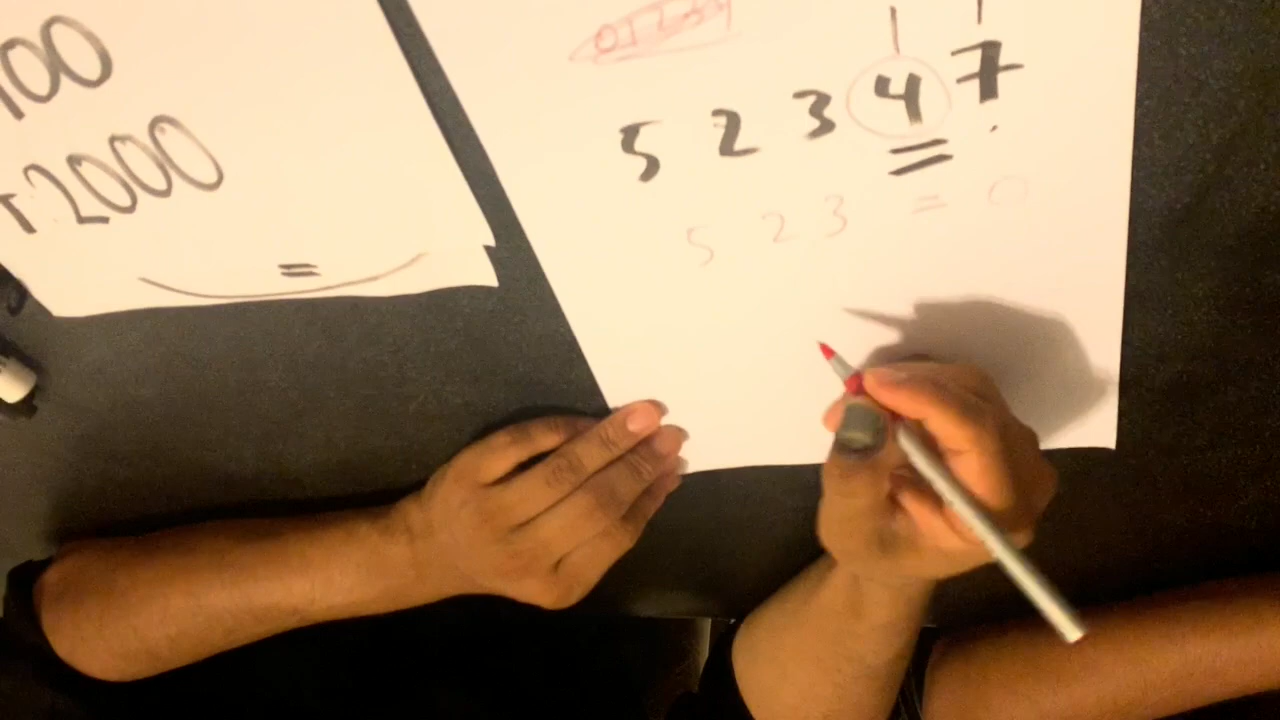 100
+2000
=
5 2 3 4 7
=
5 2 3 = 0